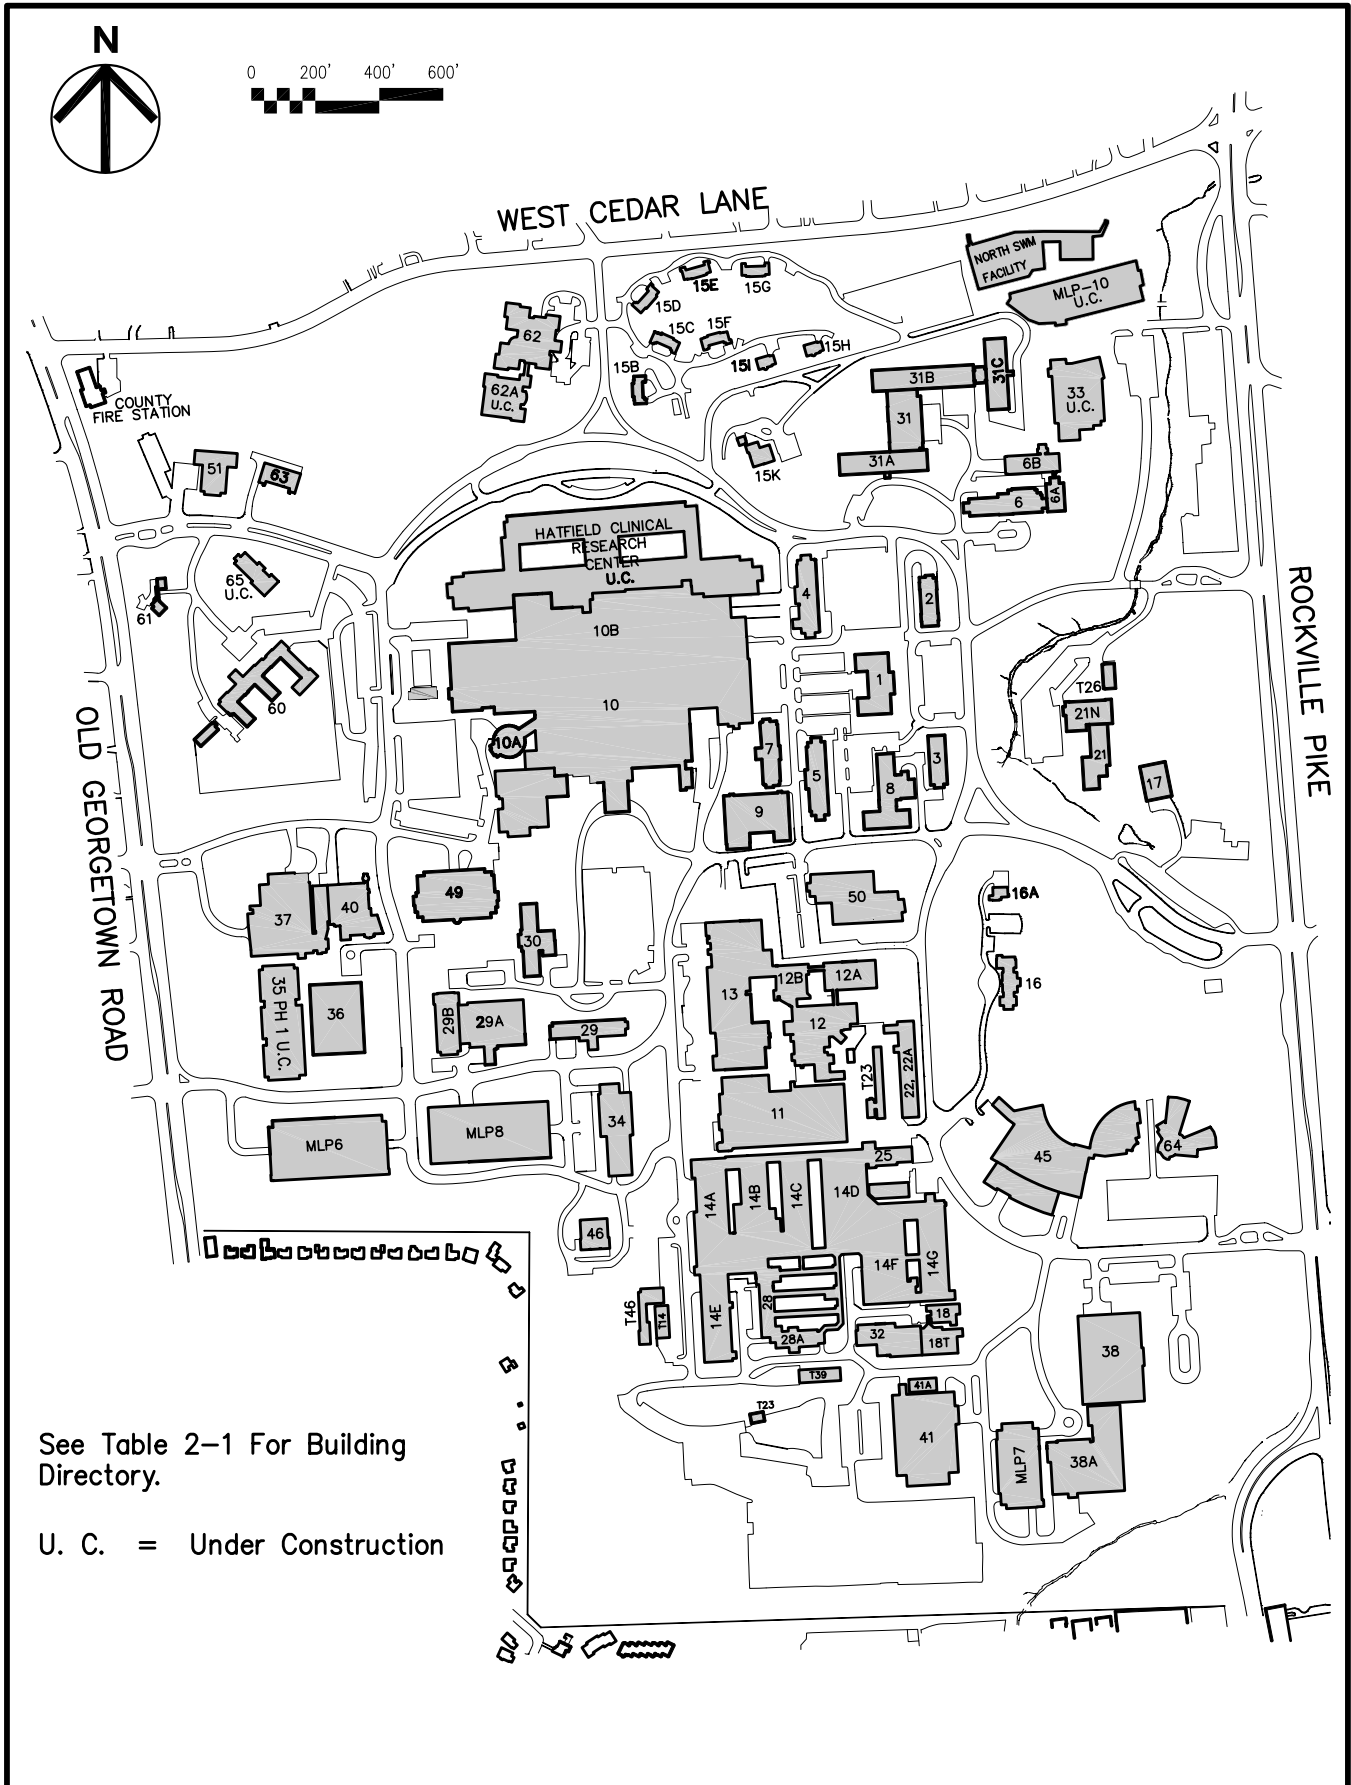 N
0 200' 400' 600'
WEST CEDAR LANE
NORTH SWM
FACILITY
MLP-10
U.C.
15E
15G
15D
15C
15F
15H
15I
15B
62
62A
U.C.
31B
31C
33
U.C.
31
31A
15K
6B
6A
6
COUNTY
FIRE STATION
51
63
HATFIELD CLINICAL
RESEARCH
CENTER
U.C.
65
U.C.
61
4
2
10B
1
60
10
T26
21N
21
ROCKVILLE PIKE
OLD GEORGETOWN ROAD
10A
7
5
8
3
17
9
37
40
49
50
16A
30
13
12B
12A
16
35 PH 1 U.C.
36
29B
29A
29
12
T23
22, 22A
11
34
MLP6
MLP8
25
45
64
14A
14B
14C
14D
46
14F
14G
T46
T14
14E
28
28A
32
18
18T
38
T39
41A
T23
41
MLP7
38A
See Table 2-1 For Building
Directory.
U. C. = Under Construction